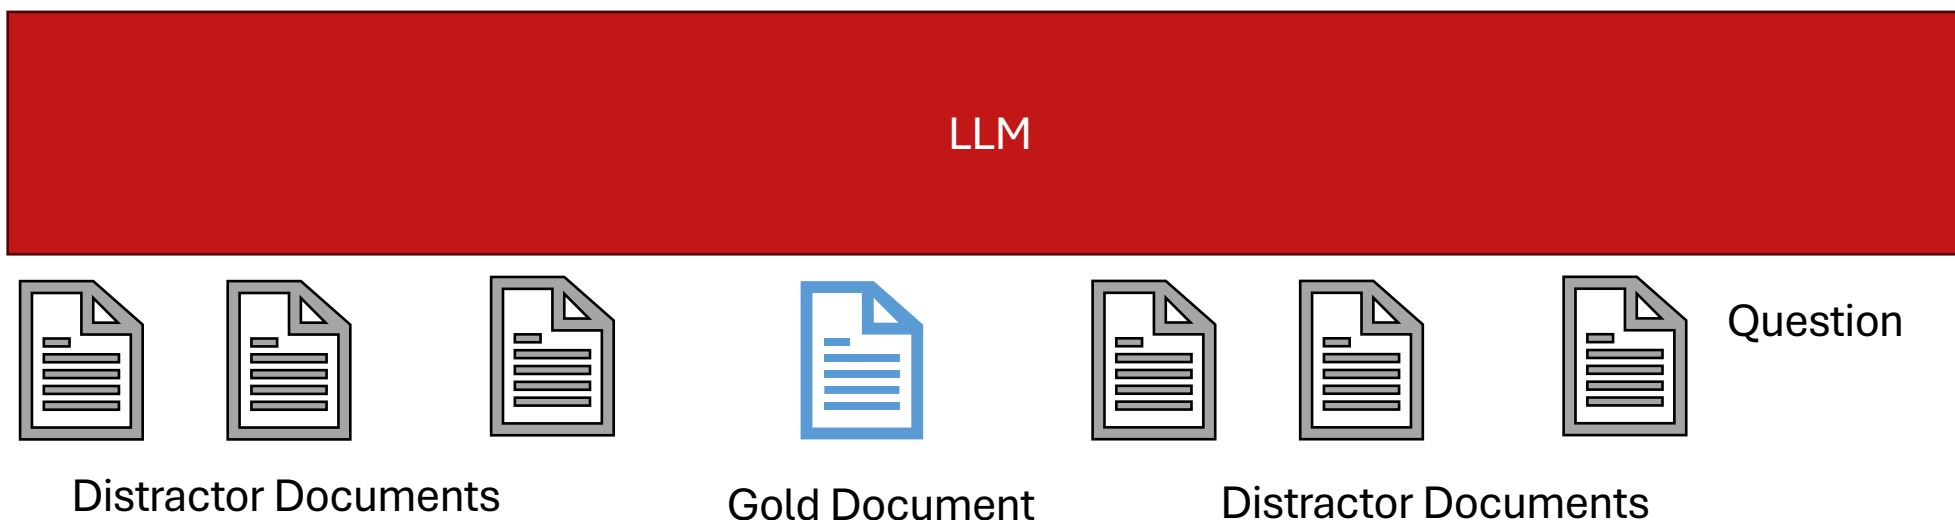 LLM
Question
Distractor Documents
Gold Document
Distractor Documents